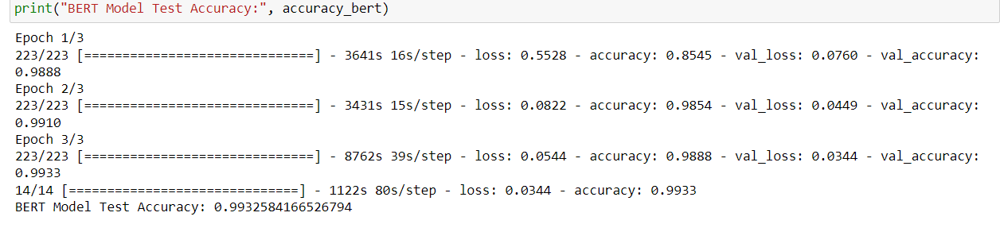 print("BERT Model Test Accuracy:", accuracy_bert)
Epoch 1/3
223/223 [==============================] - 3641s 16s/step - loss: 0.5528 - accuracy: 0.8545 - val_loss: 0.0760 - val_accuracy:
0.9888
Epoch 2/3
223/223 [==============================] - 3431s 15s/step - loss: 0.0822 - accuracy: 0.9854 - val_loss: 0.0449 - val_accuracy:
0.9910
Epoch 3/3
223/223 [==============================] - 8762s 39s/step - loss: 0.0544 - accuracy: 0.9888 - val_loss: 0.0344 - val_accuracy:
0.9933
14/14 [==============================] - 1122s 80s/step - loss: 0.0344 - accuracy: 0.9933
BERT Model Test Accuracy: 0.9932584166526794